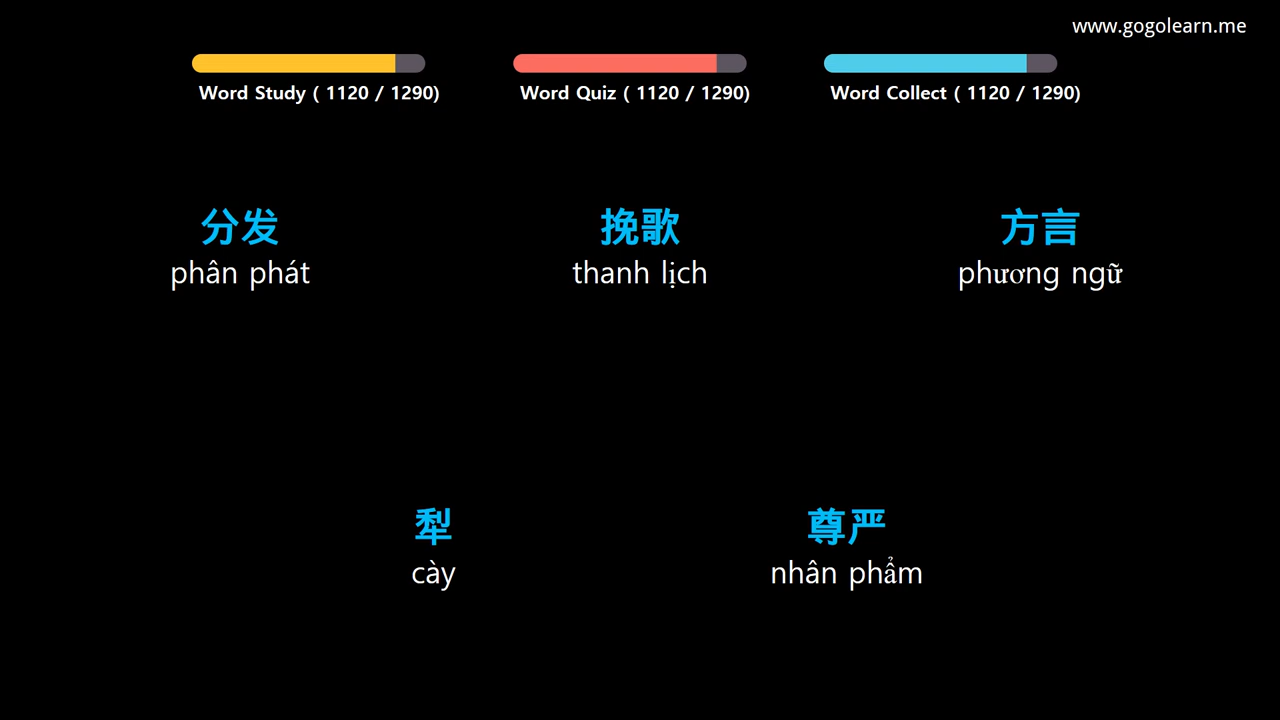 www.gogolearn.me
Word Study ( 1120 / 1290)
Word Quiz ( 1120 / 1290)
Word Collect ( 1120 / 1290)
分发
phân phát
挽歌
thanh lịch
方言
phương ngữ
犁
cày
尊严
nhân phẩm